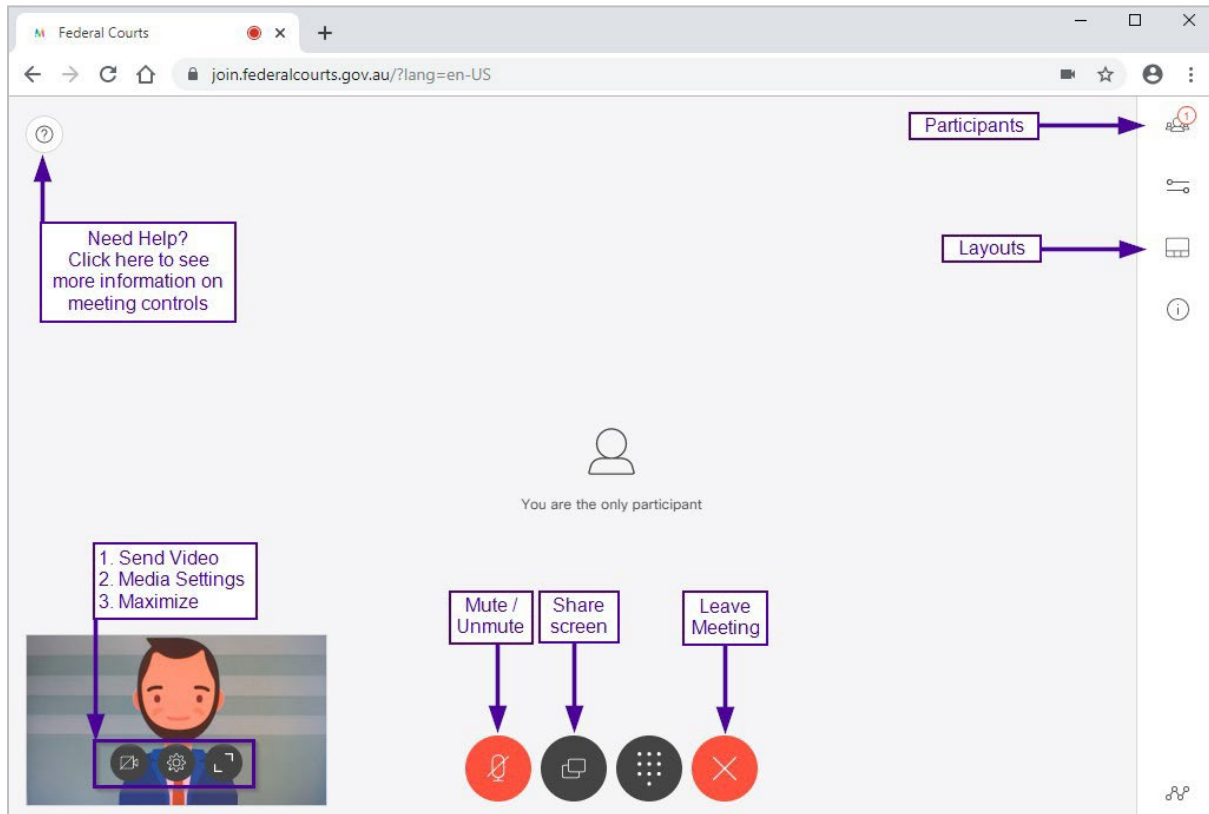 Federal Courts
join.federalcourts.gov.au/?lang=en-US
Participants
1
Need Help?
Click here to see
more information on
meeting controls
Layouts
You are the only participant
1. Send Video
2. Media Settings
3. Maximize
Mute /
Unmute
Share
screen
Leave
Meeting